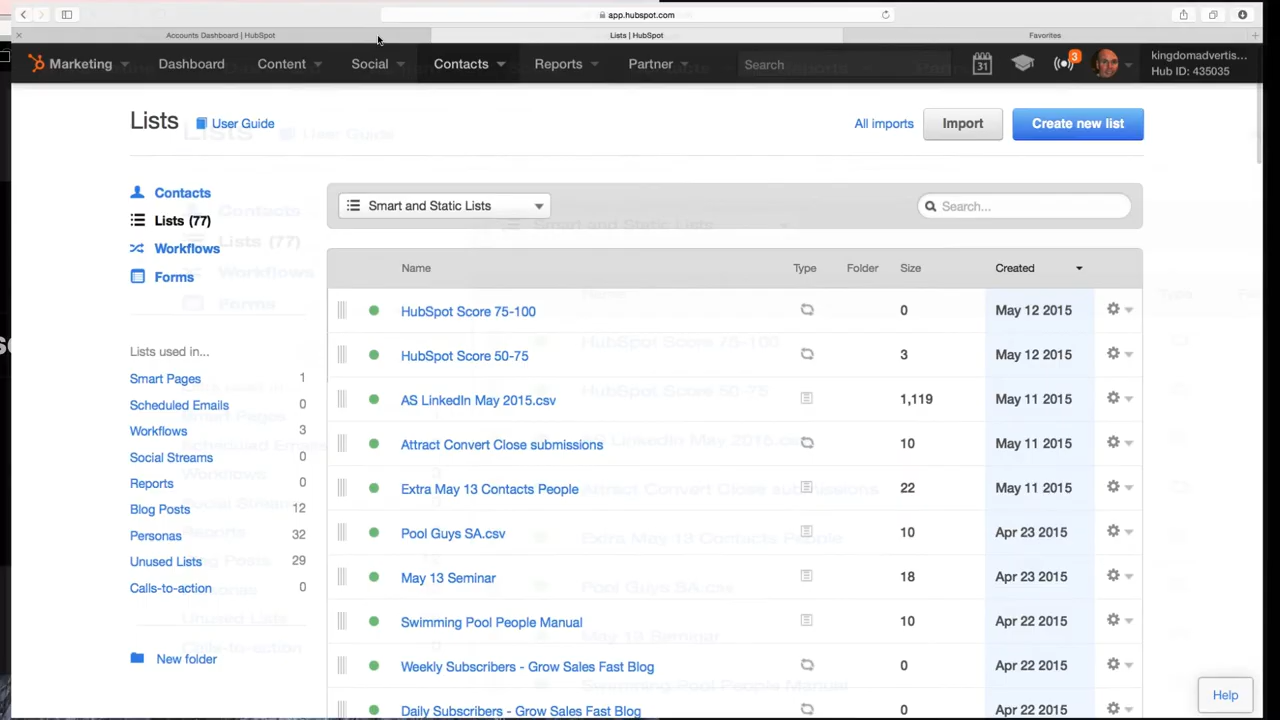 app.hubspot.com
Accounts Dashboard | HubSpot
Lists | HubSpot
Favorites
Marketing
Dashboard
Content
Social
Contacts
Reports
Partner
Search
31
3
kingdomadvertis...
Hub ID: 435035
Lists
User Guide
All imports
Import
Create new list
Contacts
Lists (77)
Workflows
Forms
Lists used in...
Smart Pages 1
Scheduled Emails 0
Workflows 3
Social Streams 0
Reports 0
Blog Posts 12
Personas 32
Unused Lists 29
Calls-to-action 0
New folder
Smart and Static Lists
Search...
Name Type Folder Size Created
HubSpot Score 75-100 0 May 12 2015
HubSpot Score 50-75 3 May 12 2015
AS LinkedIn May 2015.csv 1,119 May 11 2015
Attract Convert Close submissions 10 May 11 2015
Extra May 13 Contacts People 22 May 11 2015
Pool Guys SA.csv 10 Apr 23 2015
May 13 Seminar 18 Apr 23 2015
Swimming Pool People Manual 10 Apr 22 2015
Weekly Subscribers - Grow Sales Fast Blog 0 Apr 22 2015
Daily Subscribers - Grow Sales Fast Blog 0 Apr 22 2015
Help